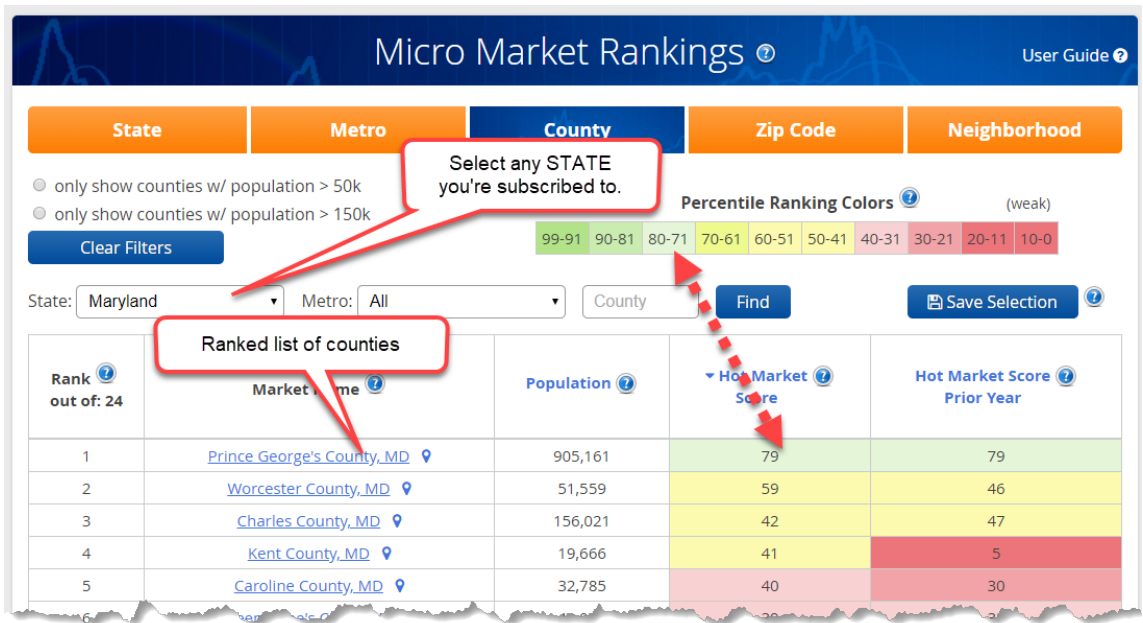 Micro Market Rankings
User Guide
State Metro County Zip Code Neighborhood
Select any STATE
you're subscribed to.
only show counties w/ population > 50k
only show counties w/ population > 150k
Clear Filters
Percentile Ranking Colors (weak)
99-91 90-81 80-71 70-61 60-51 50-41 40-31 30-21 20-11 10-0
State: Maryland Metro: All County Find Save Selection
Ranked list of counties
Rank
out of: 24
Market
Population
Hot Market
Score
Hot Market Score
Prior Year
1 Prince George's County, MD 905,161 79 79
2 Worcester County, MD 51,559 59 46
3 Charles County, MD 156,021 42 47
4 Kent County, MD 19,666 41 5
5 Caroline County, MD 32,785 40 30